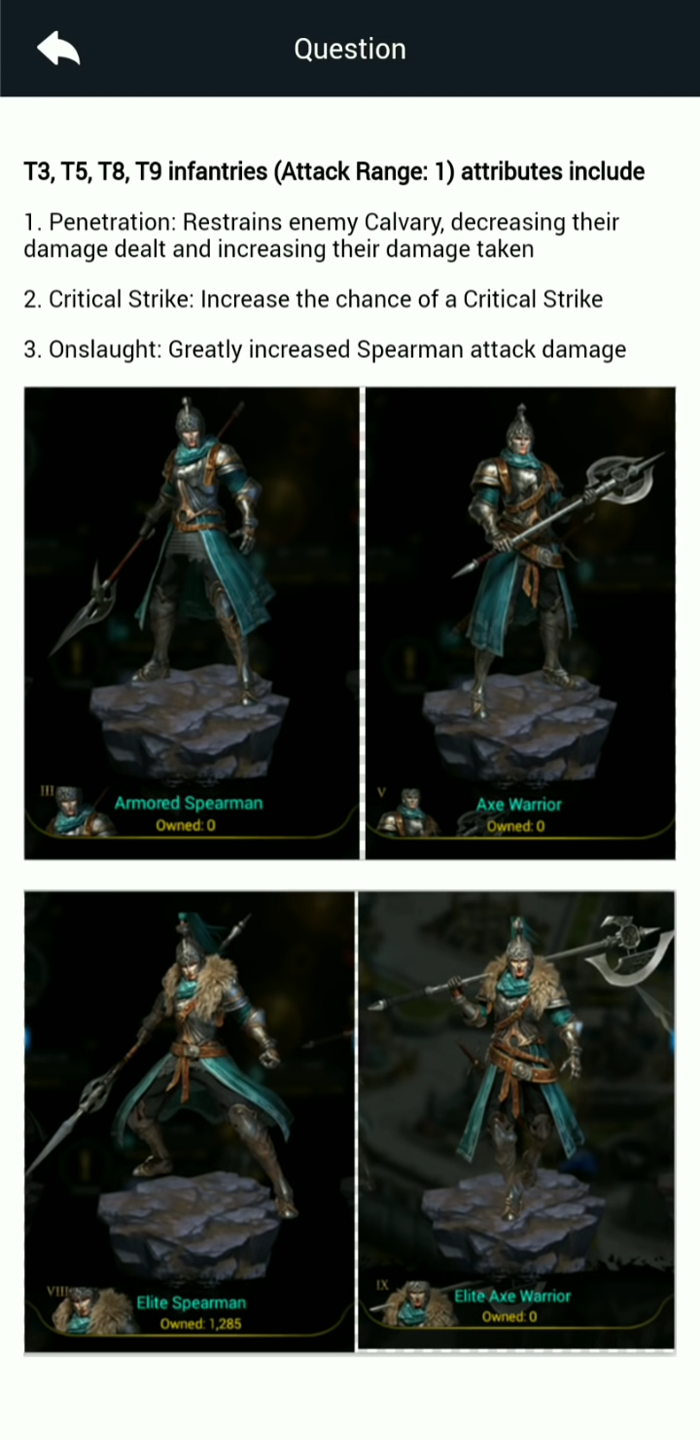 Question
T3, T5, T8, T9 infantries (Attack Range: 1) attributes include
1. Penetration: Restrains enemy Calvary, decreasing their
damage dealt and increasing their damage taken
2. Critical Strike: Increase the chance of a Critical Strike
3. Onslaught: Greatly increased Spearman attack damage
III
Armored Spearman
Owned: 0
V
Axe Warrior
Owned: 0
VIII
Elite Spearman
Owned: 1,285
IX
Elite Axe Warrior
Owned: 0